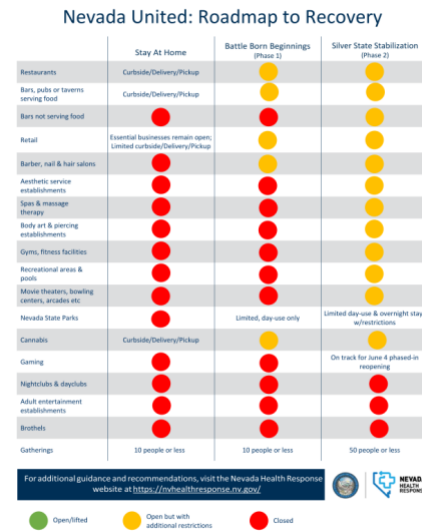 Nevada United: Roadmap to Recovery
Stay At Home
Battle Born Beginnings
(Phase 1)
Silver State Stabilization
(Phase 2)
Restaurants
Curbside/Delivery/Pickup
Bars, pubs or taverns
serving food
Curbside/Delivery/Pickup
Bars not serving food
Retail
Essential businesses remain open;
Limited curbside/Delivery/Pickup
Barber, nail & hair salons
Aesthetic service
establishments
Spas & massage
therapy
Body art & piercing
establishments
Gyms, fitness facilities
Recreational areas &
pools
Movie theaters, bowling
centers, arcades etc
Nevada State Parks
Limited, day-use only
Limited day-use & overnight stay
w/restrictions
Cannabis
Curbside/Delivery/Pickup
Gaming
On track for June 4 phased-in
reopening
Nightclubs & dayclubs
Adult entertainment
establishments
Brothels
Gatherings
10 people or less
10 people or less
50 people or less
For additional guidance and recommendations, visit the Nevada Health Response
website at https://nvhealthresponse.nv.gov/
NEVADA
HEALTH
RESPONSE
Open/lifted
Open but with
additional restrictions
Closed